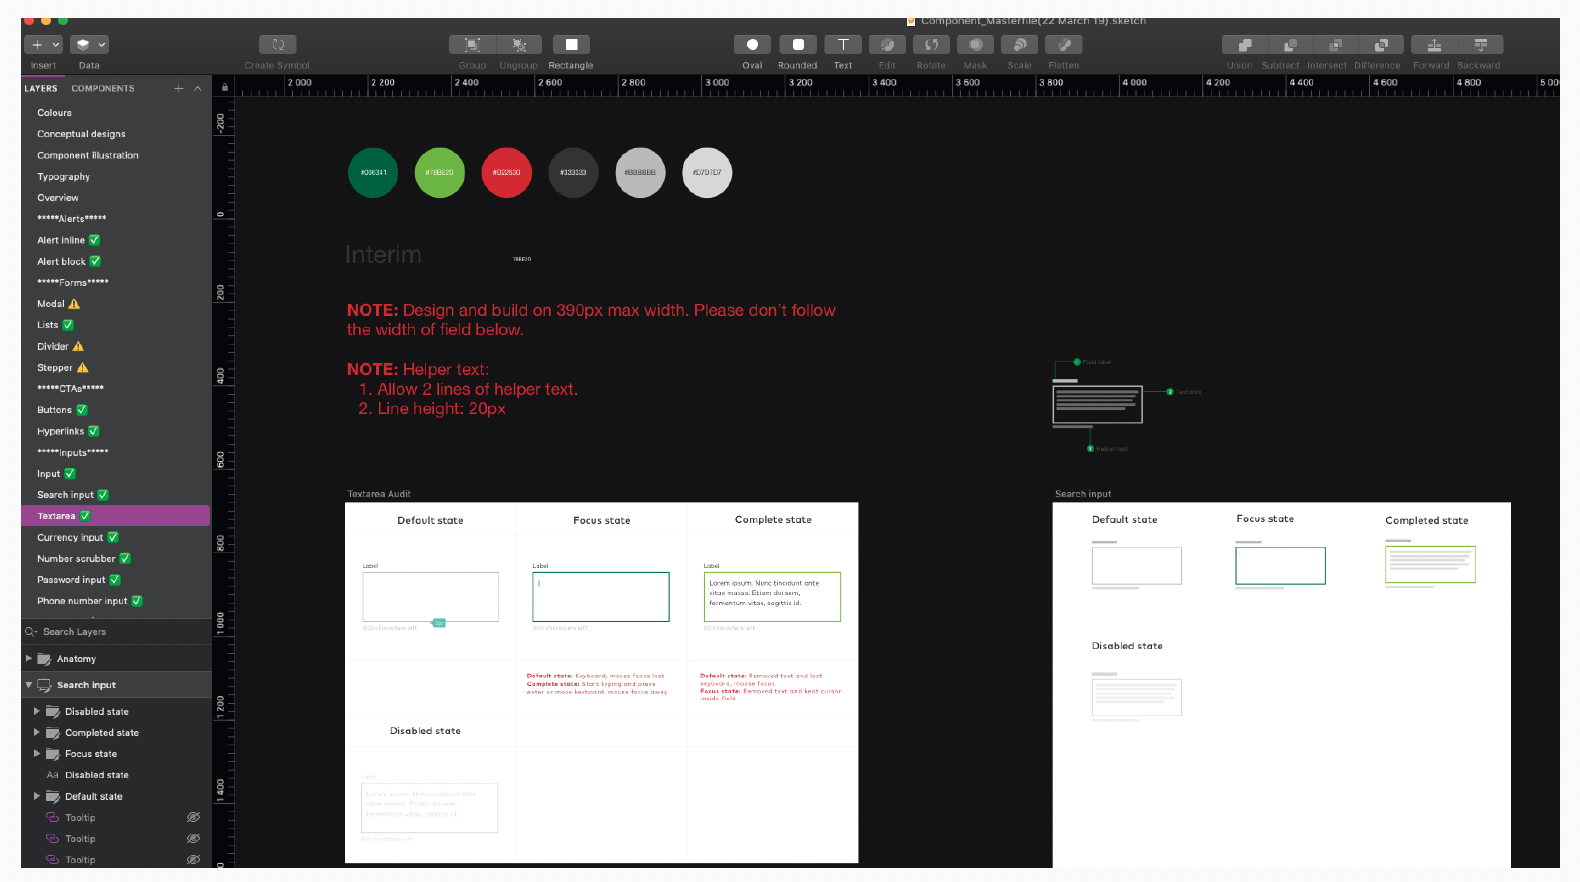 Component_Masterfile(22 March 19).sketch
Insert
Data
Create Symbol
Group
Ungroup
Rectangle
Oval
Rounded
Text
Edit
Rotate
Mask
Scale
Flatten
Union
Subtract
Intersect
Difference
Forward
Backward
LAYERS
COMPONENTS
2 000
2 200
2 400
2 600
2 800
3 000
3 200
3 400
3 600
3 800
4 000
4 200
4 400
4 600
4 800
5 00
-200
0
200
400
600
800
1 000
1 200
1 400
Colours
Conceptual designs
Component illustration
Typography
Overview
*****Alerts*****
Alert inline ✅
Alert block ✅
*****Forms*****
Modal ⚠️
Lists ✅
Divider ⚠️
Stepper ⚠️
*****CTAs*****
Buttons ✅
Hyperlinks ✅
*****Inputs*****
Input ✅
Search input ✅
Textarea ✅
Currency input ✅
Number scrubber ✅
Password input ✅
Phone number input ✅
Search Layers
Anatomy
Search input
Disabled state
Completed state
Focus state
Aa Disabled state
Default state
Tooltip
Tooltip
Tooltip
#006341
#78BE20
#D22630
#333333
#BBBBBB
#D7D7D7
Interim
NOTE: Design and build on 390px max width. Please don't follow
the width of field below.
NOTE: Helper text:
1. Allow 2 lines of helper text.
2. Line height: 20px
1 Field label
2 Textarea
3 Helper text
Textarea Audit
Default state
Focus state
Complete state
Label
Label
Label
Lorem ipsum. Nunc tincidunt ante
vitae massa. Etiam dui sem,
fermentum vitae, sagittis id.
400 characters left
characters left
80 characters left
Default state: Keyboard, mouse focus lost
Complete state: Start typing and press
enter or move keyboard, mouse focus away
Default state: Removed text and lost
keyboard, mouse focus
Focus state: Removed text and kept cursor
inside field
Disabled state
Label
Lorem ipsum. Nunc tincidunt ante
vitae massa. Etiam dui sem,
fermentum vitae, sagittis id.
80 characters left
Search input
Default state
Focus state
Completed state
Disabled state